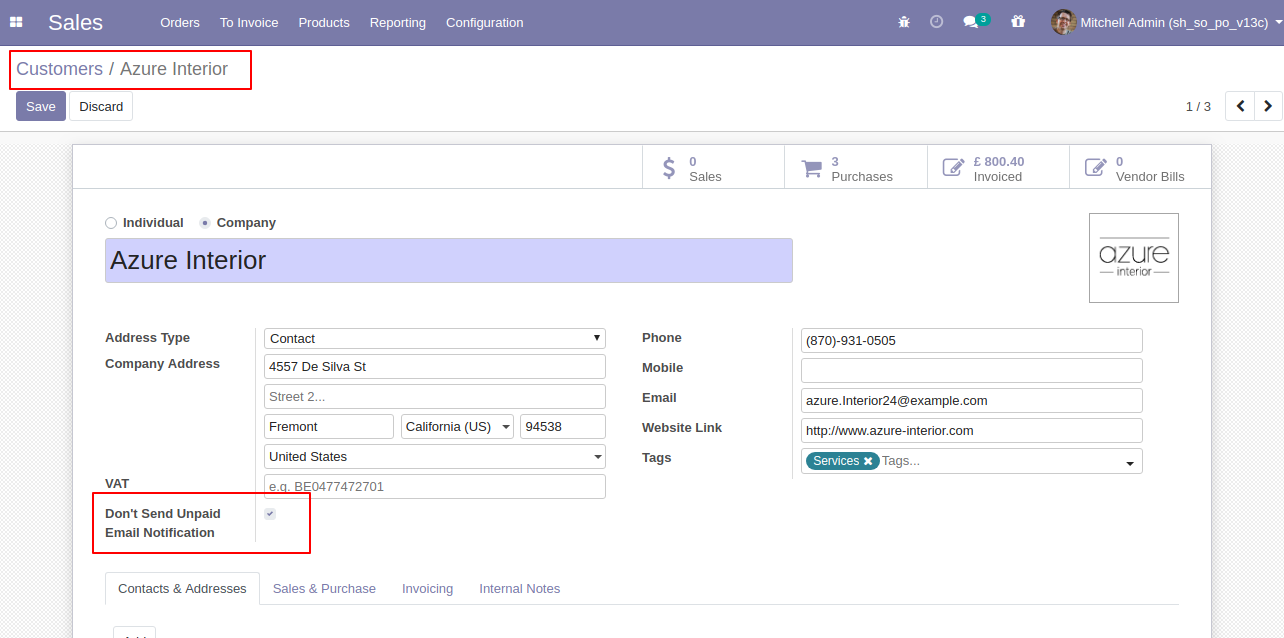 Sales Orders To Invoice Products Reporting Configuration 3 Mitchell Admin (sh_so_po_v13c)
Customers / Azure Interior
Save Discard 1 / 3
0 3 £ 800.40 0
Sales Purchases Invoiced Vendor Bills
Individual Company
Azure Interior
azure
interior
Address Type Contact Phone (870)-931-0505
Company Address 4557 De Silva St Mobile
Street 2... Email azure.Interior24@example.com
Fremont California (US) 94538 Website Link http://www.azure-interior.com
United States Tags Services Tags...
VAT e.g. BE0477472701
Don't Send Unpaid
Email Notification
Contacts & Addresses Sales & Purchase Invoicing Internal Notes